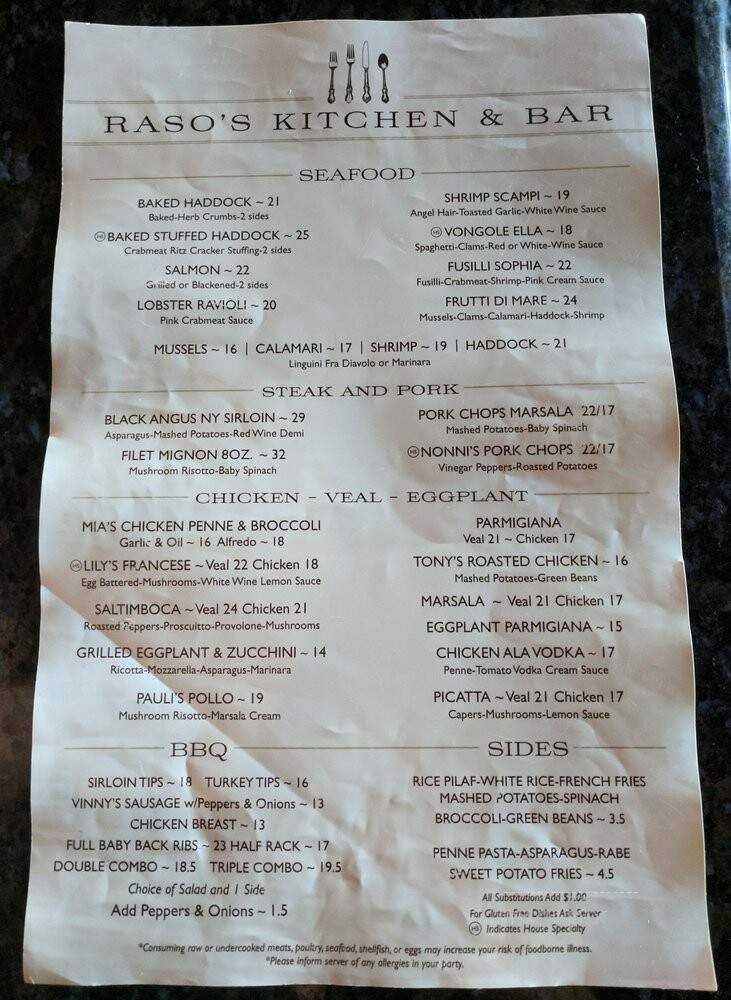 RASO'S KITCHEN & BAR
SEAFOOD
BAKED HADDOCK ~ 21
Baked-Herb Crumbs-2 sides
HS BAKED STUFFED HADDOCK ~ 25
Crabmeat Ritz Cracker Stuffing-2 sides
SALMON ~ 22
Grilled or Blackened-2 sides
LOBSTER RAVIOLI ~ 20
Pink Crabmeat Sauce
SHRIMP SCAMPI ~ 19
Angel Hair-Toasted Garlic-White Wine Sauce
HS VONGOLE ELLA ~ 18
Spaghetti-Clams-Red or White-Wine Sauce
FUSILLI SOPHIA ~ 22
Fusilli-Crabmeat-Shrimp-Pink Cream Sauce
FRUTTI DI MARE ~ 24
Mussels-Clams-Calamari-Haddock-Shrimp
MUSSELS ~ 16 | CALAMARI ~ 17 | SHRIMP ~ 19 | HADDOCK ~ 21
Linguini Fra Diavolo or Marinara
STEAK AND PORK
BLACK ANGUS NY SIRLOIN ~ 29
Asparagus-Mashed Potatoes-Red Wine Demi
FILET MIGNON 8OZ. ~ 32
Mushroom Risotto-Baby Spinach
PORK CHOPS MARSALA 22/17
Mashed Potatoes-Baby Spinach
HS NONNI'S PORK CHOPS 22/17
Vinegar Peppers-Roasted Potatoes
CHICKEN - VEAL - EGGPLANT
MIA'S CHICKEN PENNE & BROCCOLI
Garlic & Oil ~ 16 Alfredo ~ 18
HS LILY'S FRANCESE ~ Veal 22 Chicken 18
Egg Battered-Mushrooms-White Wine Lemon Sauce
SALTIMBOCA ~ Veal 24 Chicken 21
Roasted Peppers-Proscuitto-Provolone-Mushrooms
GRILLED EGGPLANT & ZUCCHINI ~ 14
Ricotta-Mozzarella-Asparagus-Marinara
PAULI'S POLLO ~ 19
Mushroom Risotto-Marsala Cream
PARMIGIANA
Veal 21 ~ Chicken 17
TONY'S ROASTED CHICKEN ~ 16
Mashed Potatoes-Green Beans
MARSALA ~ Veal 21 Chicken 17
EGGPLANT PARMIGIANA ~ 15
CHICKEN ALA VODKA ~ 17
Penne-Tomato Vodka Cream Sauce
PICATTA ~ Veal 21 Chicken 17
Capers-Mushrooms-Lemon Sauce
BBQ
SIRLOIN TIPS ~ 18 TURKEY TIPS ~ 16
VINNY'S SAUSAGE w/Peppers & Onions ~ 13
CHICKEN BREAST ~ 13
FULL BABY BACK RIBS ~ 23 HALF RACK ~ 17
DOUBLE COMBO ~ 18.5 TRIPLE COMBO ~ 19.5
Choice of Salad and 1 Side
Add Peppers & Onions ~ 1.5
SIDES
RICE PILAF-WHITE RICE-FRENCH FRIES
MASHED POTATOES-SPINACH
BROCCOLI-GREEN BEANS ~ 3.5
PENNE PASTA-ASPARAGUS-RABE
SWEET POTATO FRIES ~ 4.5
All Substitutions Add $1.00
For Gluten Free Dishes Ask Server
HS Indicates House Specialty
*Consuming raw or undercooked meats, poultry, seafood, shellfish, or eggs may increase your risk of foodborne illness.
*Please inform server of any allergies in your party.